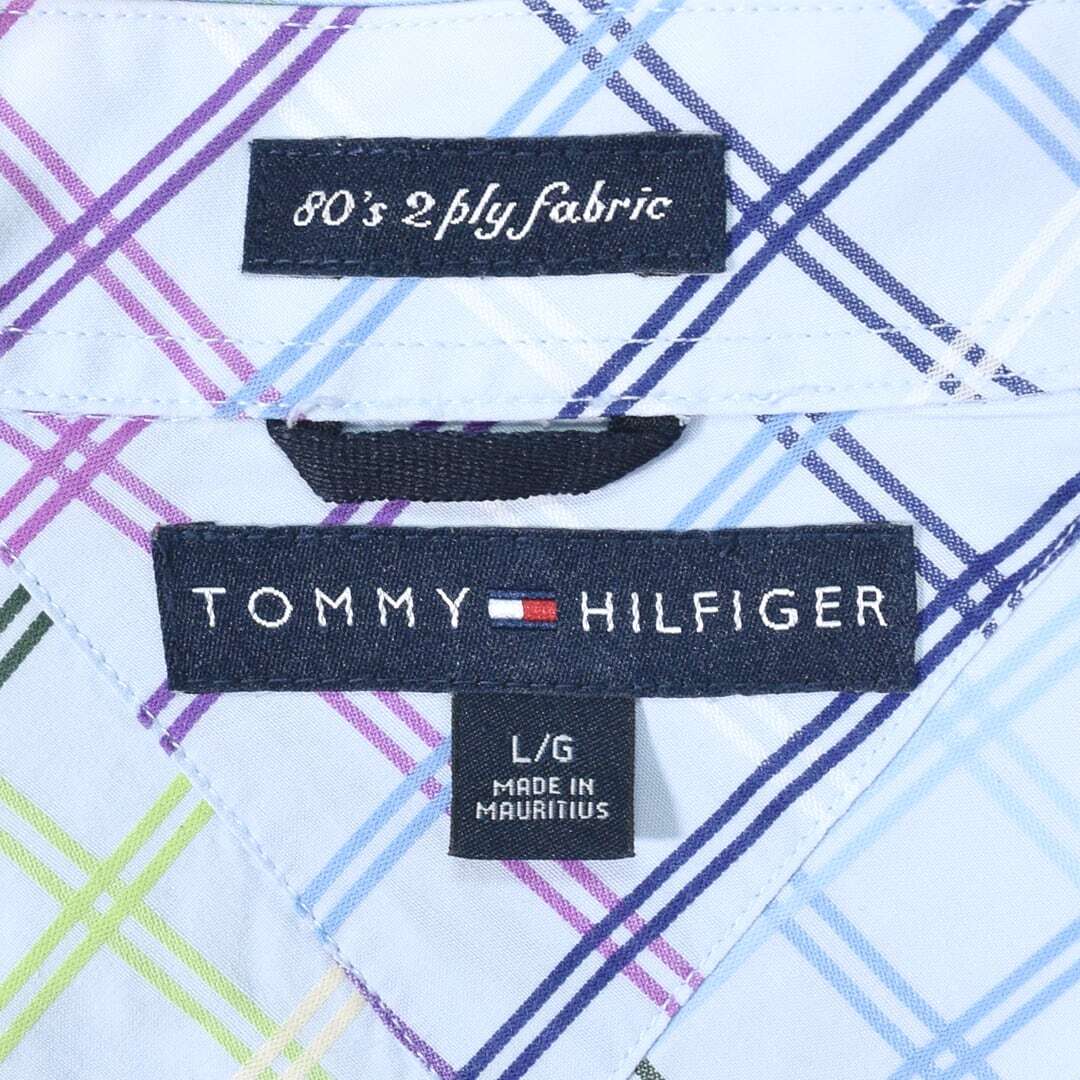 80's 2 ply fabric
TOMMY HILFIGER
L/G
MADE IN
MAURITIUS